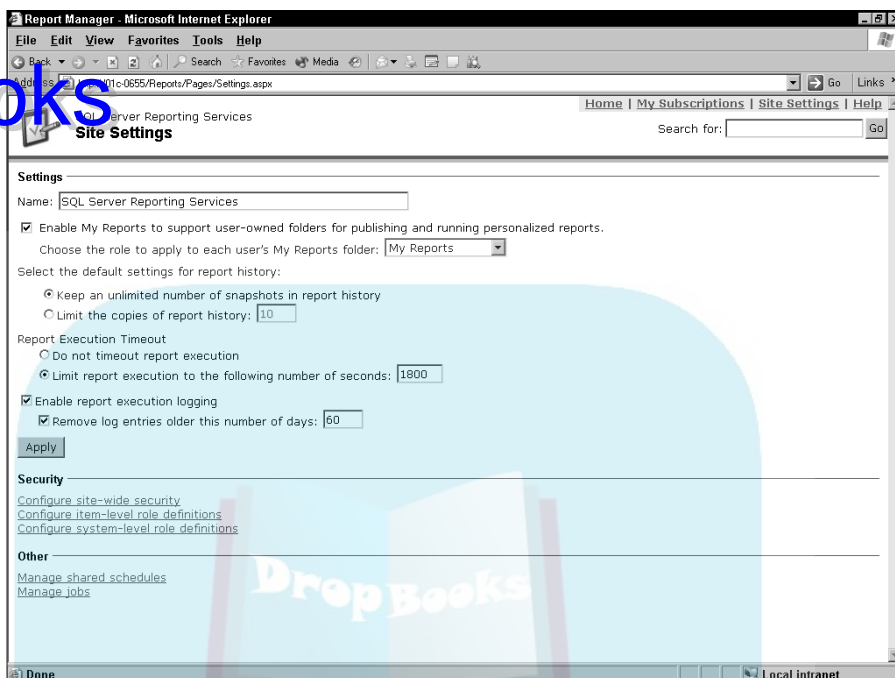 Report Manager - Microsoft Internet Explorer
File Edit View Favorites Tools Help
Back Search Favorites Media
/01c-0655/Reports/Pages/Settings.aspx Go Links
oks
Home | My Subscriptions | Site Settings | Help
Server Reporting Services
Site Settings
Search for: Go
Settings
Name: SQL Server Reporting Services
Enable My Reports to support user-owned folders for publishing and running personalized reports.
Choose the role to apply to each user's My Reports folder: My Reports
Select the default settings for report history:
Keep an unlimited number of snapshots in report history
Limit the copies of report history: 10
Report Execution Timeout
Do not timeout report execution
Limit report execution to the following number of seconds: 1800
Enable report execution logging
Remove log entries older this number of days: 60
Apply
Security
Configure site-wide security
Configure item-level role definitions
Configure system-level role definitions
Other
Manage shared schedules
Manage jobs
DropBooks
Done Local intranet